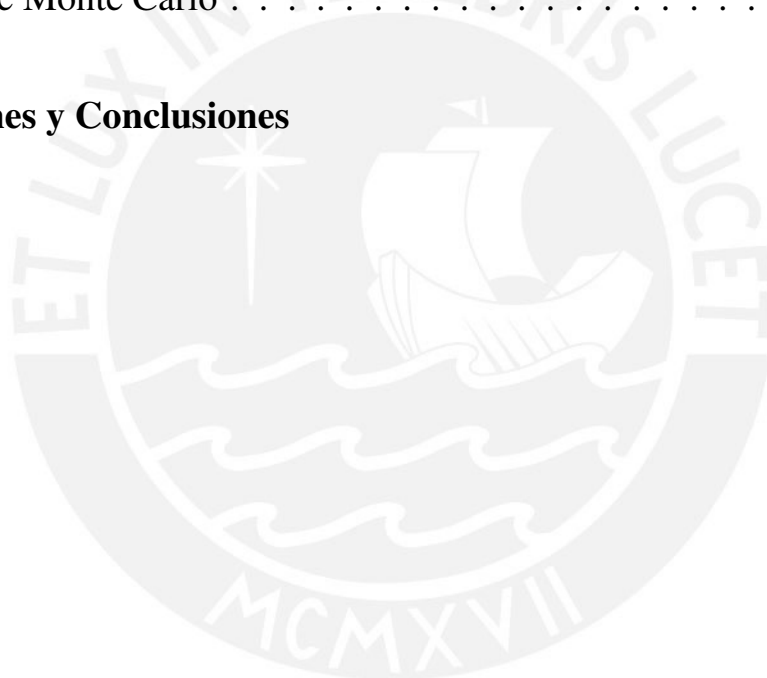 e Monte Carlo . . . . . . . . . . . . . . . . . . .
nes y Conclusiones
ET LUX IN TENEBRIS LUCET
MCMXVII